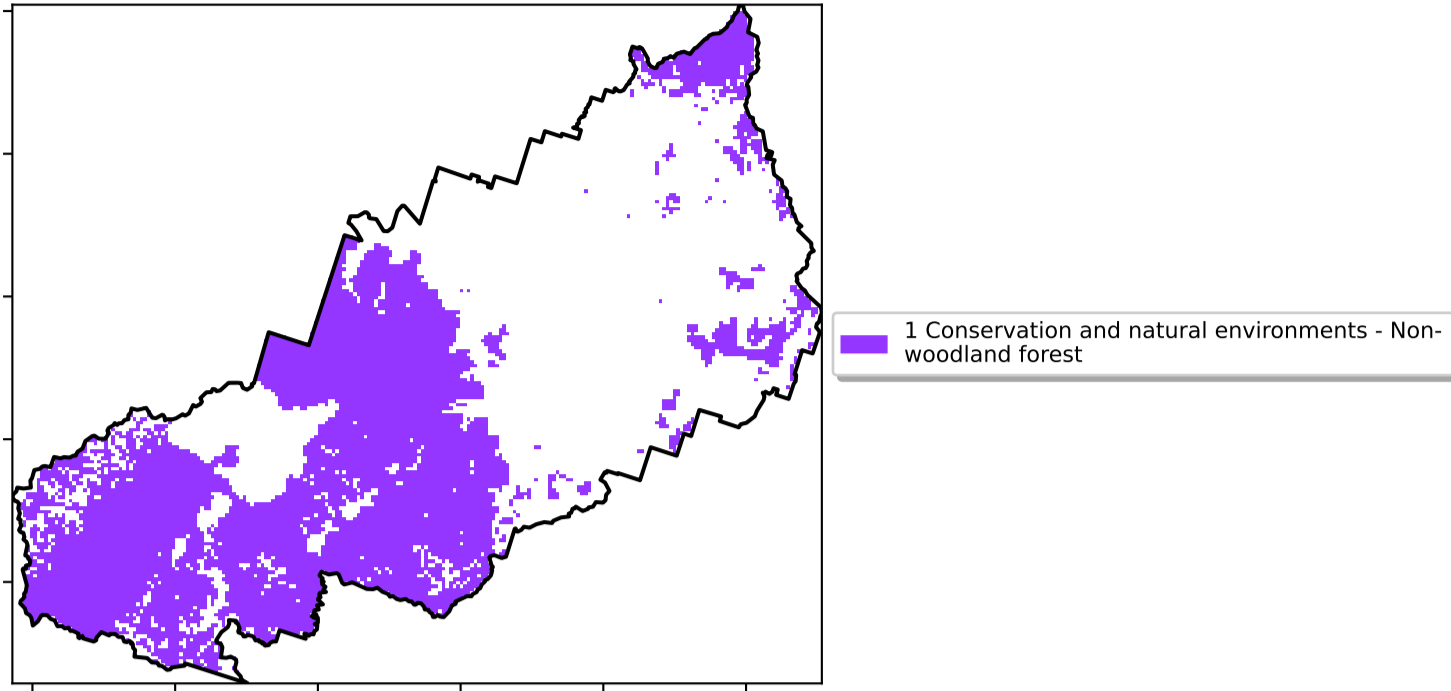 1 Conservation and natural environments - Non-
woodland forest